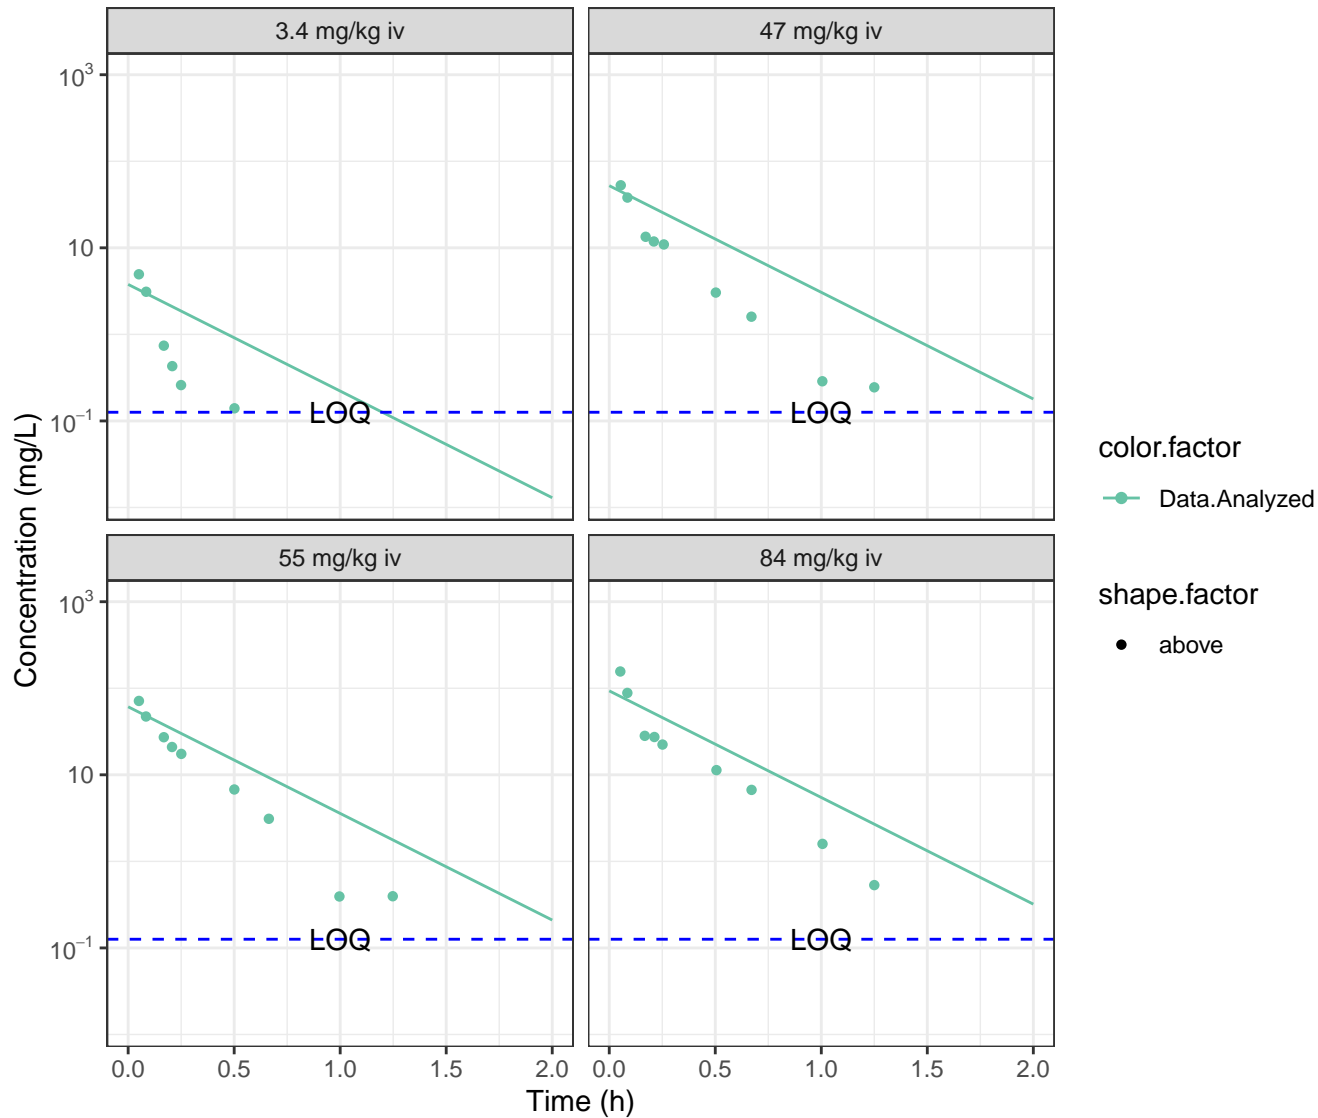 3.4 mg/kg iv
47 mg/kg iv
10³
10
10⁻¹
LOQ
LOQ
55 mg/kg iv
84 mg/kg iv
10³
10
10⁻¹
LOQ
LOQ
0.0 0.5 1.0 1.5 2.0
0.0 0.5 1.0 1.5 2.0
Time (h)
Concentration (mg/L)
color.factor
Data.Analyzed
shape.factor
above